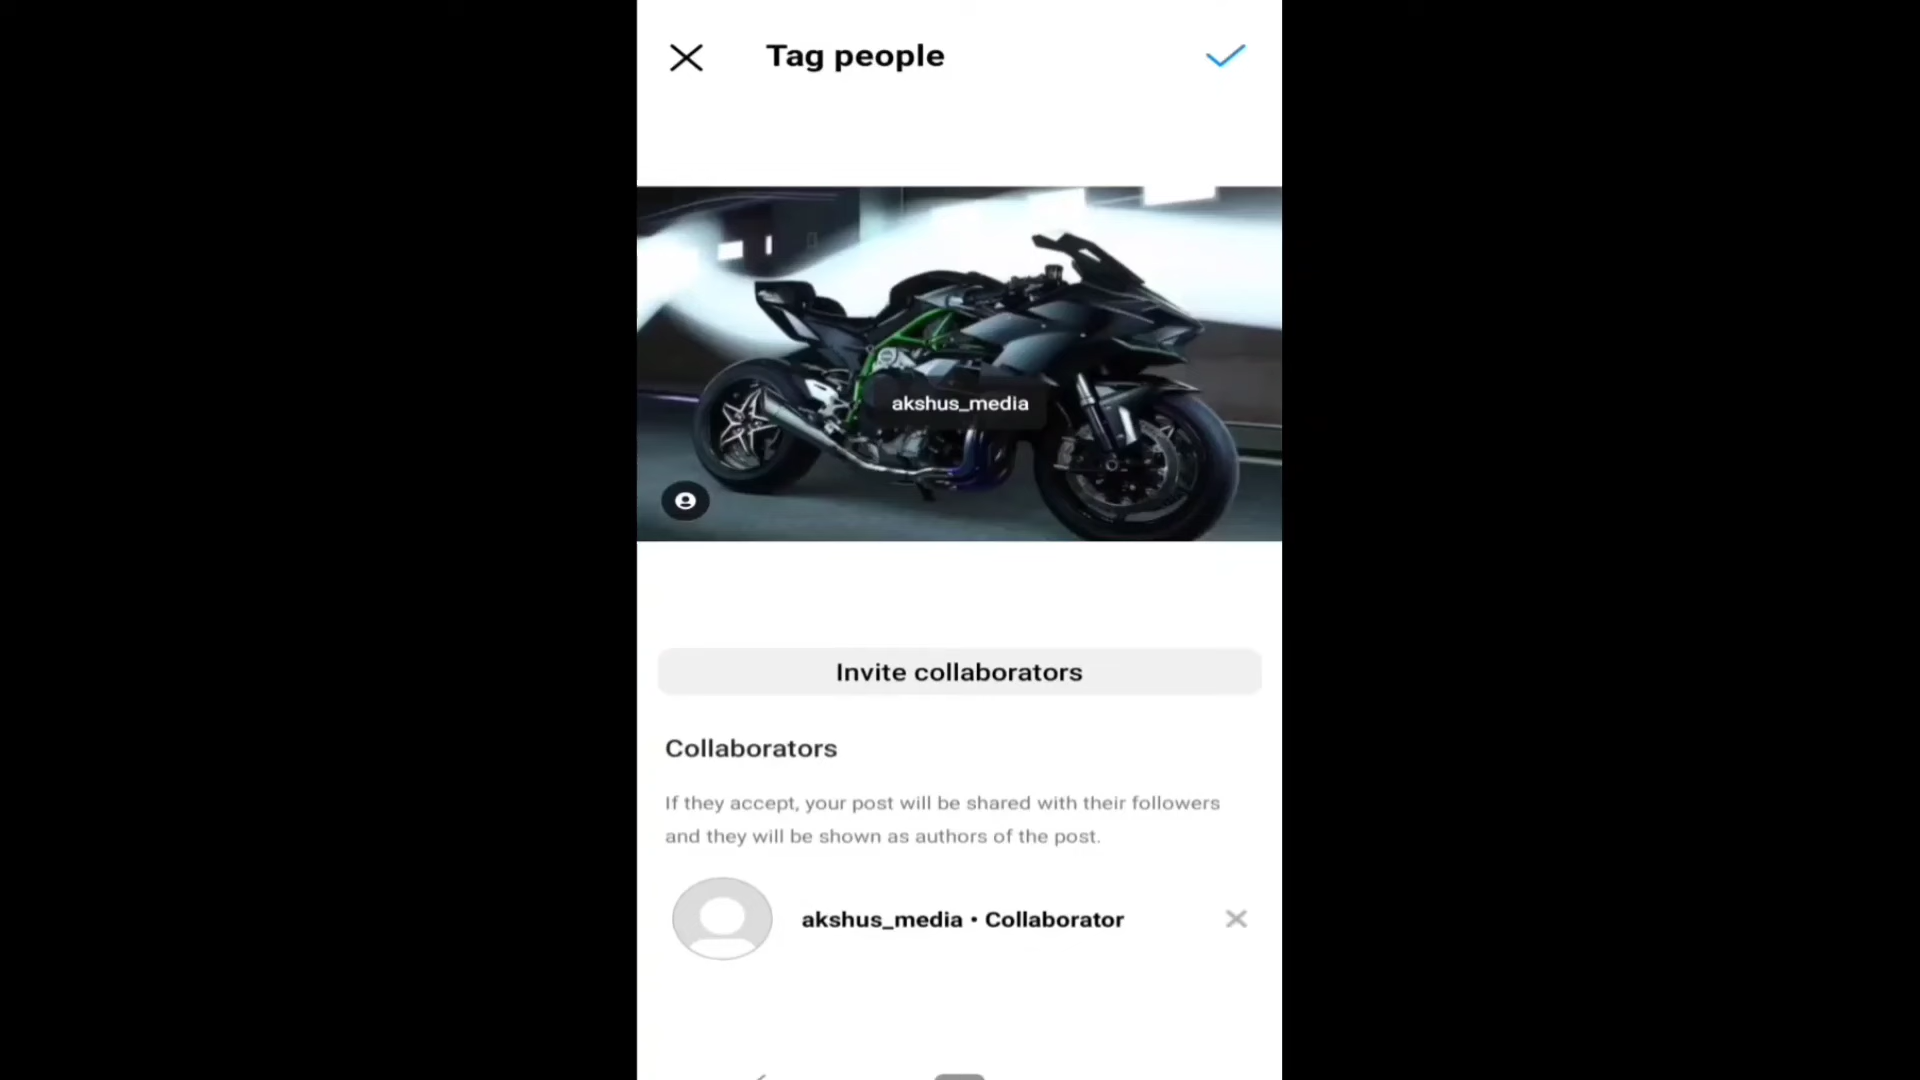 Tag people
akshus_media
Invite collaborators
Collaborators
If they accept, your post will be shared with their followers
and they will be shown as authors of the post.
akshus_media • Collaborator